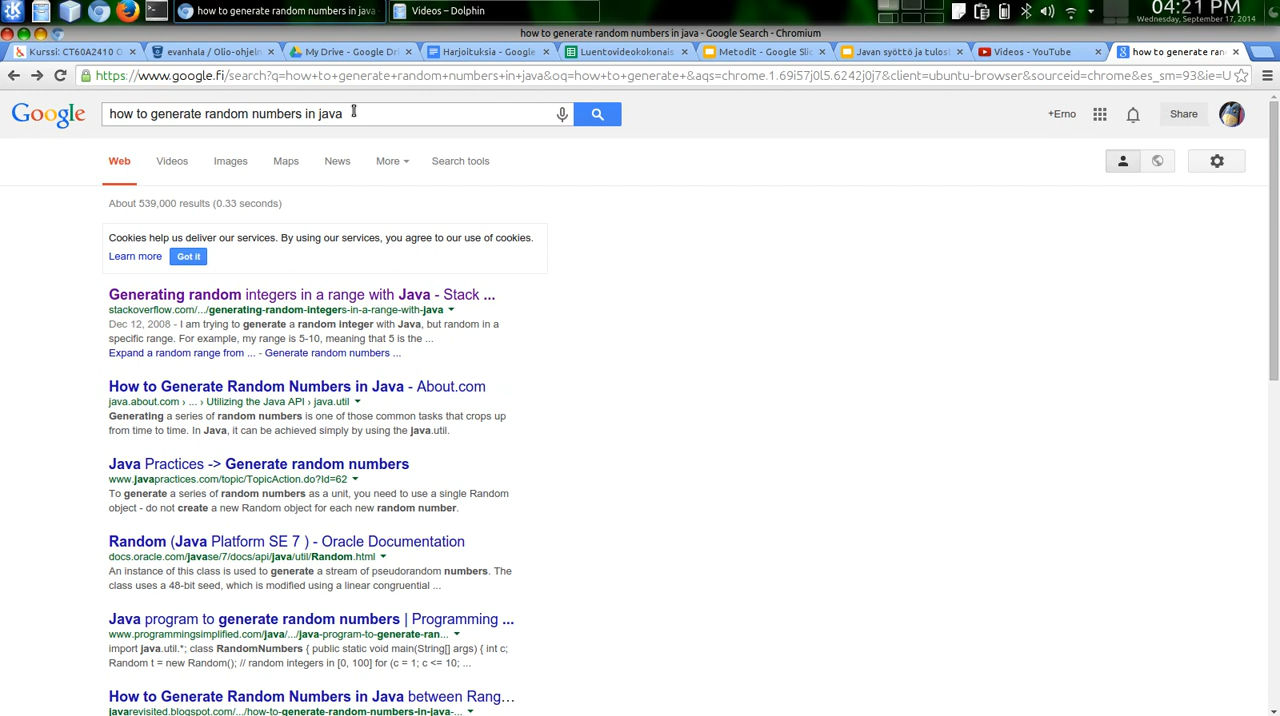 how to generate random numbers in java
Videos – Dolphin
04:21 PM
Wednesday, September 17, 2014
how to generate random numbers in java - Google Search - Chromium
Kurssi: CT60A2410 O
evanhala / Olio-ohjeln
My Drive - Google Dri
Harjoituksia - Google
Luentovideokokonais
Metodit - Google Slid
Javan syöttö ja tulost
Videos - YouTube
how to generate ran
https://www.google.fi/search?q=how+to+generate+random+numbers+in+java&oq=how+to+generate+&aqs=chrome.1.69i57j0l5.6242j0j7&client=ubuntu-browser&sourceid=chrome&es_sm=93&ie=U
Google
how to generate random numbers in java
+Erno
Share
Web Videos Images Maps News More Search tools
About 539,000 results (0.33 seconds)
Cookies help us deliver our services. By using our services, you agree to our use of cookies.
Learn more Got it
Generating random integers in a range with Java - Stack ...
stackoverflow.com/.../generating-random-integers-in-a-range-with-java
Dec 12, 2008 - I am trying to generate a random integer with Java, but random in a
specific range. For example, my range is 5-10, meaning that 5 is the ...
Expand a random range from ... - Generate random numbers ...
How to Generate Random Numbers in Java - About.com
java.about.com › ... › Utilizing the Java API › java.util
Generating a series of random numbers is one of those common tasks that crops up
from time to time. In Java, it can be achieved simply by using the java.util.
Java Practices -> Generate random numbers
www.javapractices.com/topic/TopicAction.do?Id=62
To generate a series of random numbers as a unit, you need to use a single Random
object - do not create a new Random object for each new random number.
Random (Java Platform SE 7 ) - Oracle Documentation
docs.oracle.com/javase/7/docs/api/java/util/Random.html
An instance of this class is used to generate a stream of pseudorandom numbers. The
class uses a 48-bit seed, which is modified using a linear congruential ...
Java program to generate random numbers | Programming ...
www.programmingsimplified.com/java/.../java-program-to-generate-ran...
import java.util.*; class RandomNumbers { public static void main(String[] args) { int c;
Random t = new Random(); // random integers in [0, 100] for (c = 1; c <= 10; ...
How to Generate Random Numbers in Java between Rang...
javarevisited.blogspot.com/.../how-to-generate-random-numbers-in-java-...